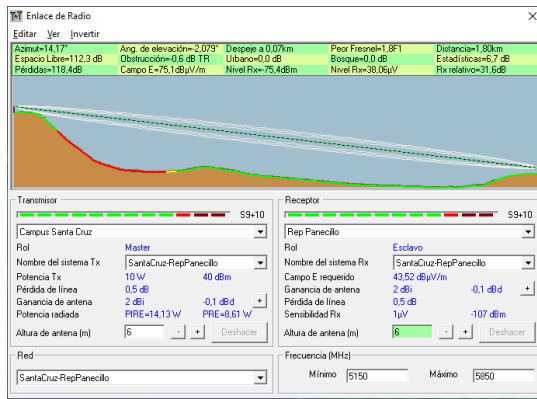 Enlace de Radio
Editar Ver Invertir
Azimut=14,17° Ang. de elevación=-2,079° Despeje a 0,07km Peor Fresnel=1,8F1 Distancia=1,80km
Espacio Libre=112,3 dB Obstrucción=-0,6 dB TR Urbano=0,0 dB Bosque=0,0 dB Estadísticas=6,7 dB
Pérdidas=118,4dB Campo E=75,1dBµV/m Nivel Rx=-75,4dBm Nivel Rx=38,06µV Rx relativo=31,6dB
Transmisor
S9+10
Campus Santa Cruz
Rol Master
Nombre del sistema Tx SantaCruz-RepPanecillo
Potencia Tx 10 W 40 dBm
Pérdida de línea 0,5 dB
Ganancia de antena 2 dBi -0,1 dBd +
Potencia radiada PIRE=14,13 W PRE=8,61 W
Altura de antena (m) 6 - + Deshacer
Receptor
S9+10
Rep Panecillo
Rol Esclavo
Nombre del sistema Rx SantaCruz-RepPanecillo
Campo E requerido 43,52 dBµV/m
Ganancia de antena 2 dBi -0,1 dBd +
Pérdida de línea 0,5 dB
Sensibilidad Rx 1µV -107 dBm
Altura de antena (m) 6 - + Deshacer
Red
SantaCruz-RepPanecillo
Frecuencia (MHz)
Mínimo 5150 Máximo 5850